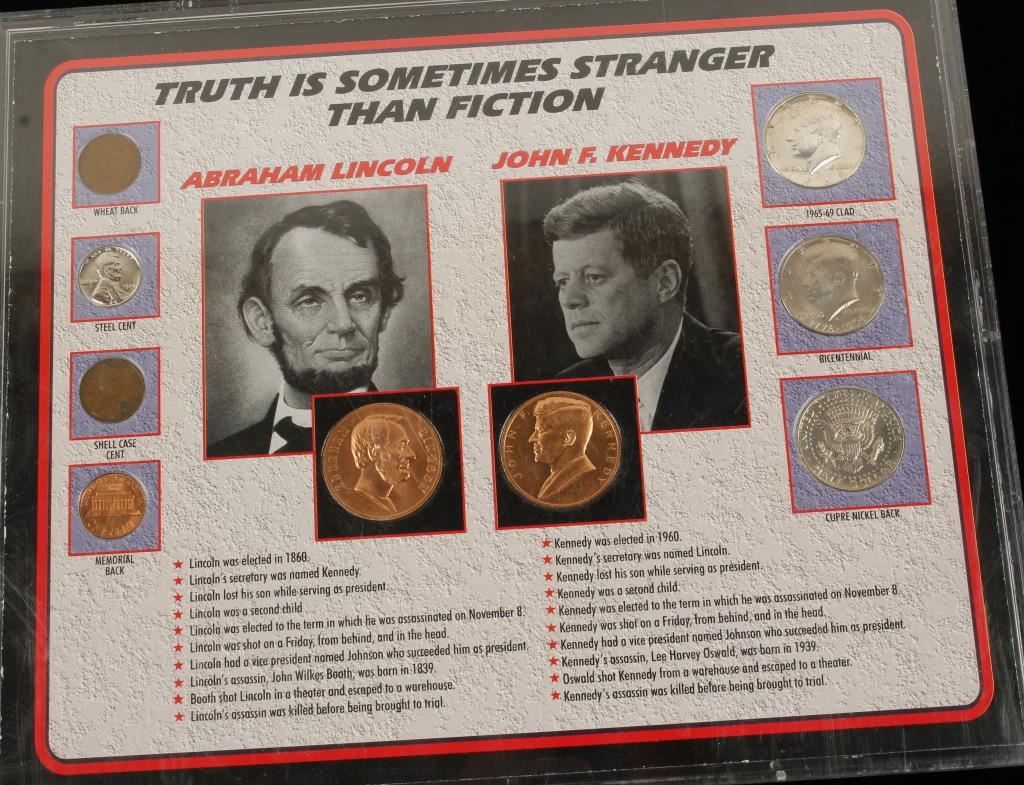 TRUTH IS SOMETIMES STRANGER
THAN FICTION
ABRAHAM LINCOLN
JOHN F. KENNEDY
WHEAT BACK
STEEL CENT
SHELL CASE
CENT
MEMORIAL
BACK
1965-69 CLAD
BICENTENNIAL
CUPRE NICKEL BACK
ABRAHAM LINCOLN
JOHN F. KENNEDY
1776
HALF DOLLAR
★ Lincoln was elected in 1860.
★ Lincoln's secretary was named Kennedy.
★ Lincoln lost his son while serving as president.
★ Lincoln was a second child
★ Lincoln was elected to the term in which he was assassinated on November 8.
★ Lincoln was shot on a Friday, from behind, and in the head.
★ Lincoln had a vice president named Johnson who succeeded him as president.
★ Lincoln's assassin, John Wilkes Booth, was born in 1839.
★ Booth shot Lincoln in a theater and escaped to a warehouse.
★ Lincoln's assassin was killed before being brought to trial.
★ Kennedy was elected in 1960.
★ Kennedy's secretary was named Lincoln.
★ Kennedy lost his son while serving as president.
★ Kennedy was a second child.
★ Kennedy was elected to the term in which he was assassinated on November 8.
★ Kennedy was shot on a Friday, from behind, and in the head.
★ Kennedy had a vice president named Johnson who succeeded him as president.
★ Kennedy's assassin, Lee Harvey Oswald, was born in 1939.
★ Oswald shot Kennedy from a warehouse and escaped to a theater.
★ Kennedy's assassin was killed before being brought to trial.